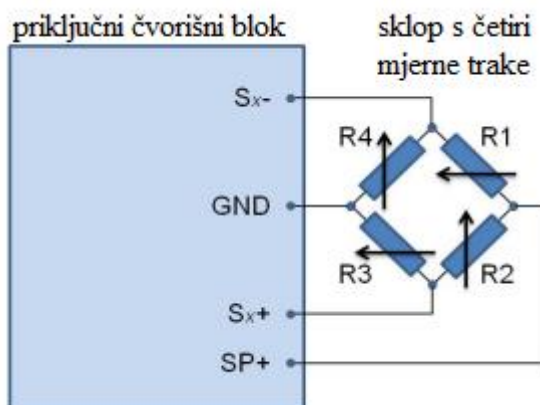 priključni čvorišni blok
sklop s četiri
mjerne trake
Sx-
R4
R1
GND
R3
R2
Sx+
SP+